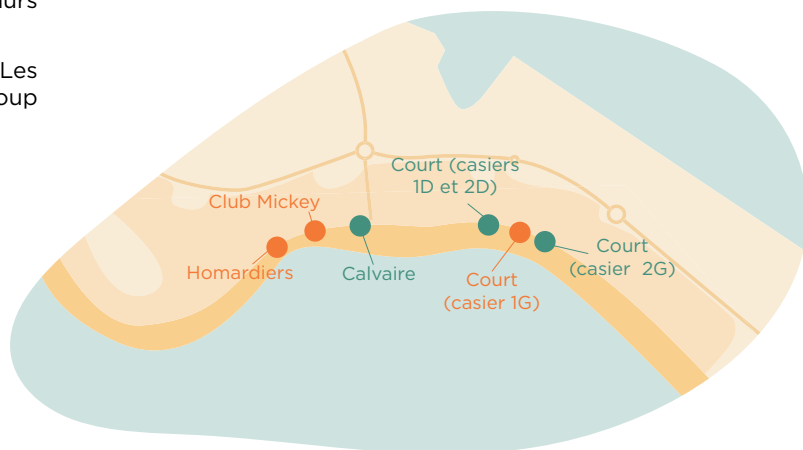 urs
Les
oup
Court (casiers
1D et 2D)
Club Mickey
Homardiers
Calvaire
Court
(casier 1G)
Court
(casier 2G)